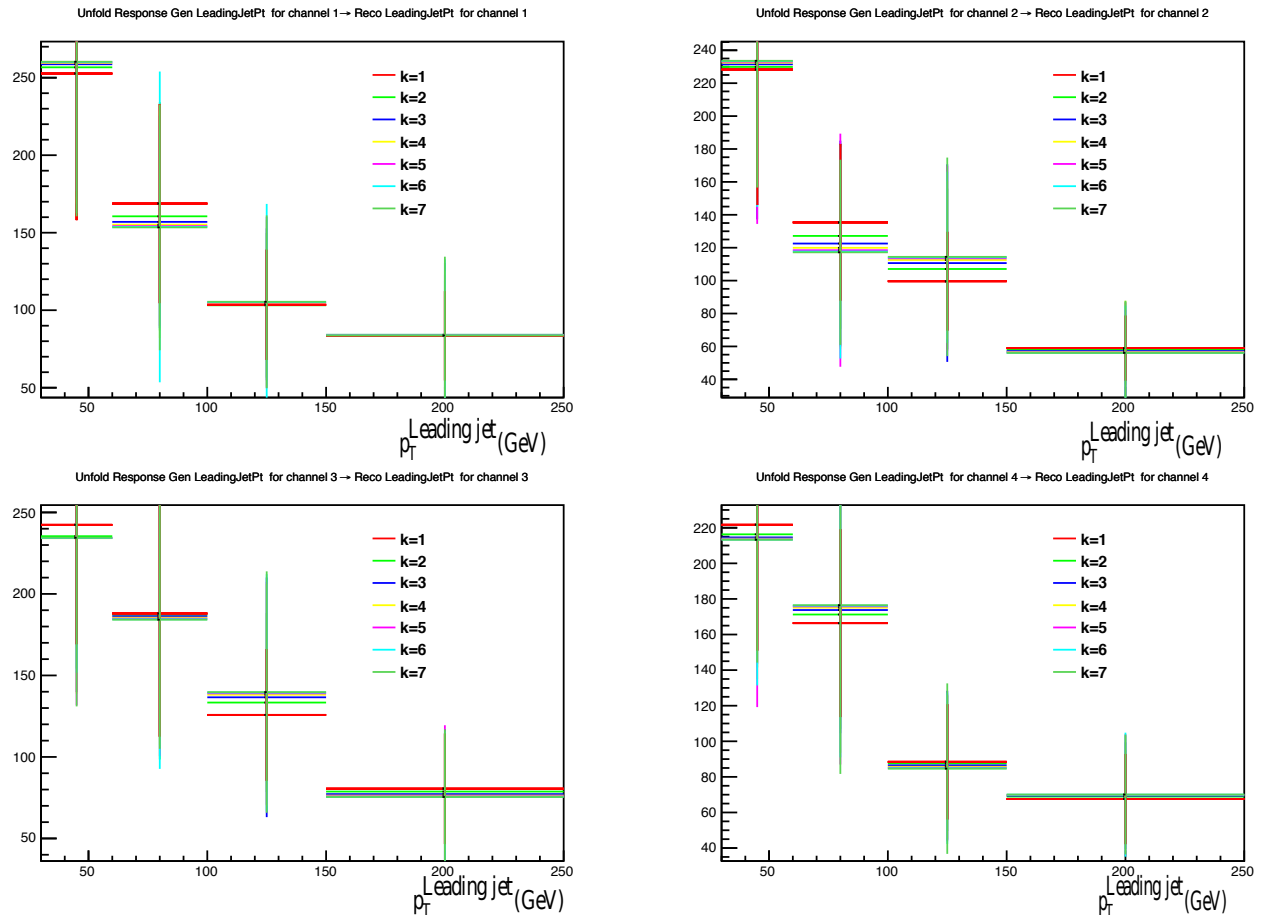 Unfold Response Gen LeadingJetPt for channel 1→ Reco LeadingJetPt for channel 1
250
200
150
100
50
k=1
k=2
k=3
k=4
k=5
k=6
k=7
50 100 150 200 250
p_T^Leading jet (GeV)
Unfold Response Gen LeadingJetPt for channel 2→ Reco LeadingJetPt for channel 2
240
220
200
180
160
140
120
100
80
60
40
k=1
k=2
k=3
k=4
k=5
k=6
k=7
50 100 150 200 250
p_T^Leading jet (GeV)
Unfold Response Gen LeadingJetPt for channel 3→ Reco LeadingJetPt for channel 3
250
200
150
100
50
k=1
k=2
k=3
k=4
k=5
k=6
k=7
50 100 150 200 250
p_T^Leading jet (GeV)
Unfold Response Gen LeadingJetPt for channel 4→ Reco LeadingJetPt for channel 4
220
200
180
160
140
120
100
80
60
40
k=1
k=2
k=3
k=4
k=5
k=6
k=7
50 100 150 200 250
p_T^Leading jet (GeV)